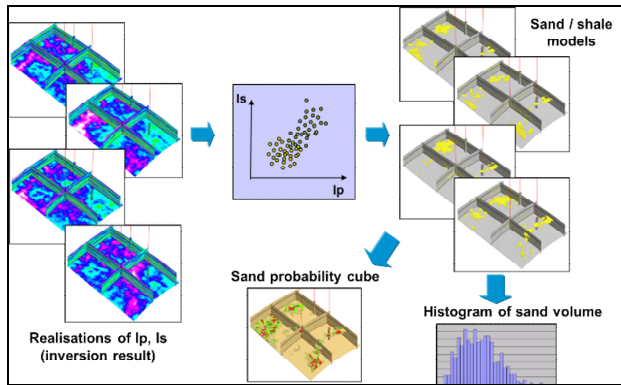 Sand / shale
models
Is
Ip
Sand probability cube
Realisations of Ip, Is
(inversion result)
Histogram of sand volume